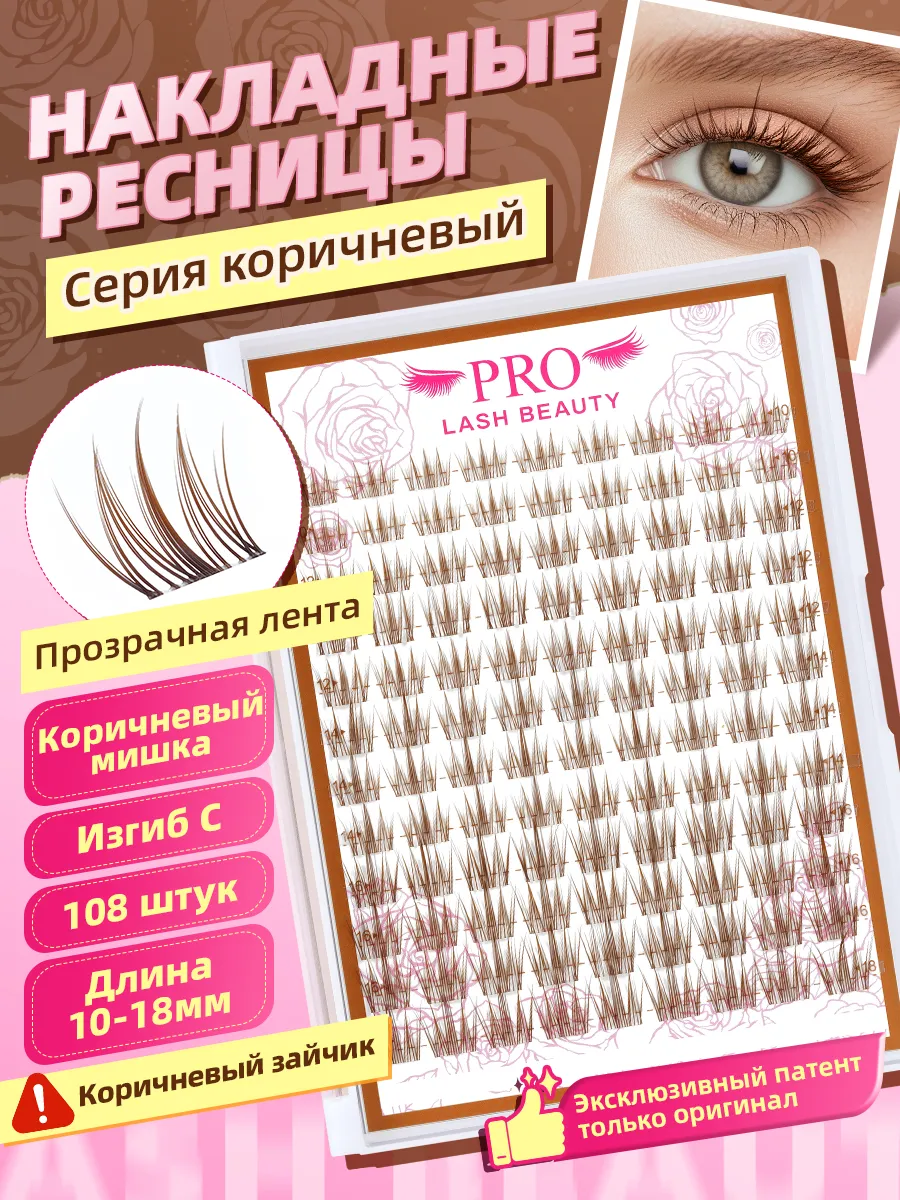 НАКЛАДНЫЕ
РЕСНИЦЫ
Серия коричневый
PRO
LASH BEAUTY
Прозрачная лента
Коричневый
мишка
Изгиб C
108 штук
Длина
10-18мм
Коричневый зайчик
Эксклюзивный патент
только оригинал